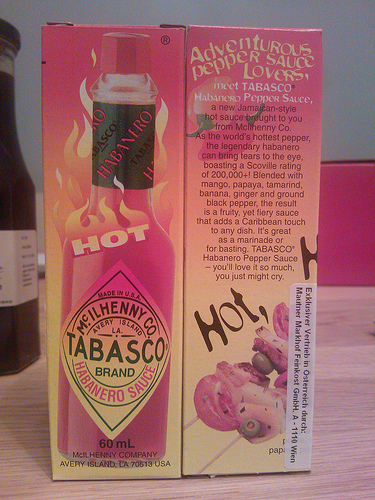 ®
HABANERO
TABASCO
HOT
MADE IN U.S.A.
McILHENNY CO.
AVERY ISLAND,
LA.
TABASCO
BRAND
HABANERO SAUCE
60 mL
McILHENNY COMPANY
AVERY ISLAND, LA 70513 USA
Adventurous
pepper sauce
lovers,
meet TABASCO®
Habanero Pepper Sauce,
a new Jamaican-style
hot sauce brought to you
from McIlhenny Co.
As the world's hottest pepper,
the legendary habanero
can bring tears to the eye,
boasting a Scoville rating
of 200,000+! Blended with
mango, papaya, tamarind,
banana, ginger and ground
black pepper, the result
is a fruity, yet fiery sauce
that adds a Caribbean touch
to any dish. It's great
as a marinade or
for basting. TABASCO®
Habanero Pepper Sauce
– you'll love it so much,
you just might cry.
Hot, H
papa
Exklusiver Vertrieb in Österreich durch:
Mautner Markhof Feinkost GmbH, A - 1110 Wien